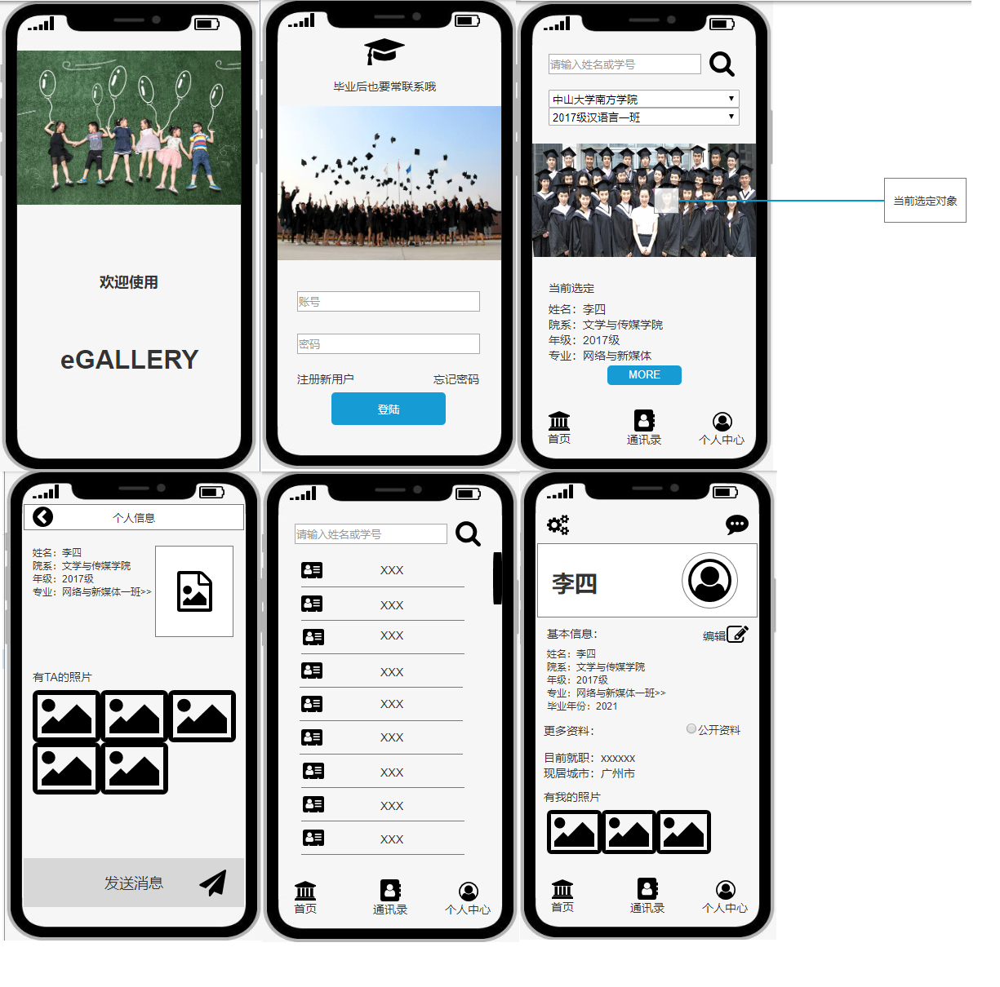 欢迎使用
eGALLERY
毕业后也要常联系哦
账号
密码
注册新用户
忘记密码
登陆
请输入姓名或学号
中山大学南方学院
2017级汉语言一班
当前选定对象
当前选定
姓名：李四
院系：文学与传媒学院
年级：2017级
专业：网络与新媒体
MORE
首页
通讯录
个人中心
个人信息
姓名：李四
院系：文学与传媒学院
年级：2017级
专业：网络与新媒体一班>>
有TA的照片
发送消息
请输入姓名或学号
XXX
XXX
XXX
XXX
XXX
XXX
XXX
XXX
XXX
首页
通讯录
个人中心
李四
基本信息：
编辑
姓名：李四
院系：文学与传媒学院
年级：2017级
专业：网络与新媒体一班>>
毕业年份：2021
更多资料：
公开资料
目前就职：xxxxxx
现居城市：广州市
有我的照片
首页
通讯录
个人中心